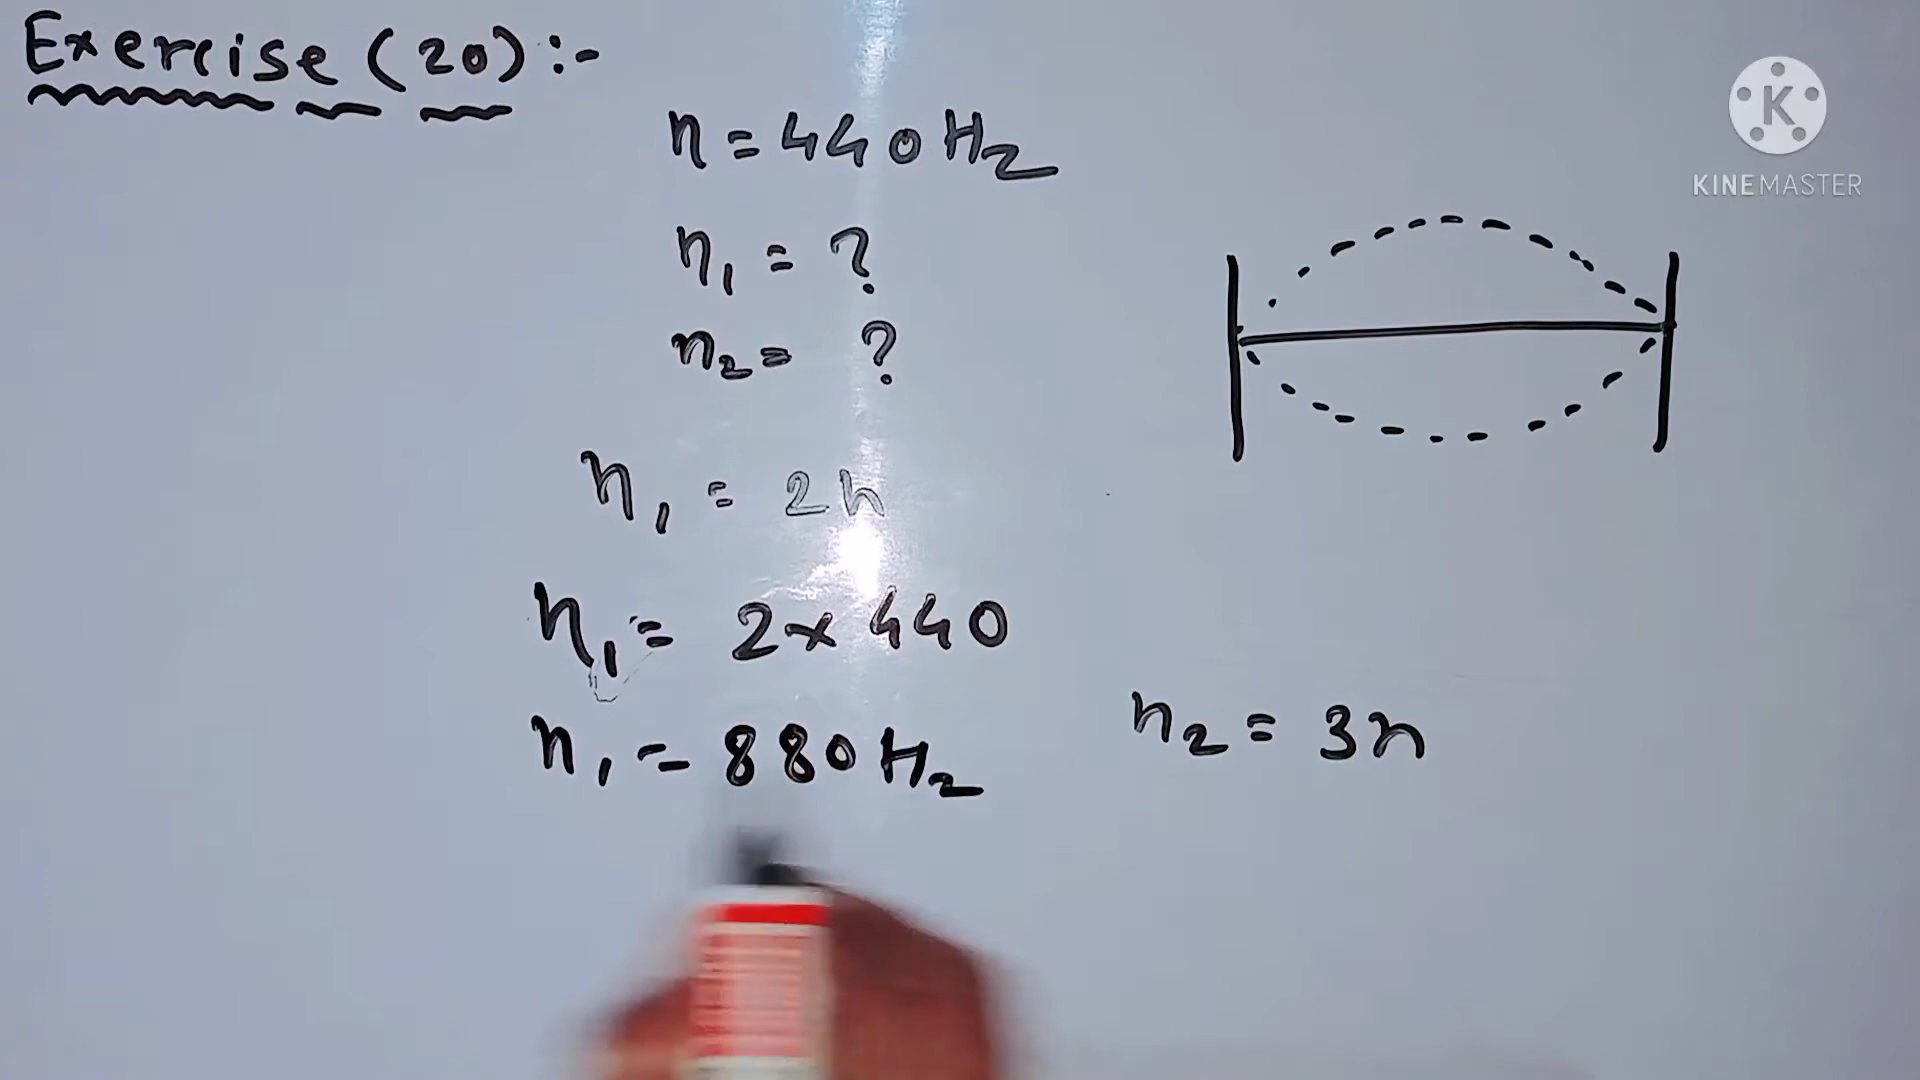 Exercise (20):-
n = 440 Hz
n₁ = ?
n₂ = ?
n₁ = 2n
n₁ = 2 × 440
n₁ = 880 Hz
n₂ = 3n
K
KINEMASTER